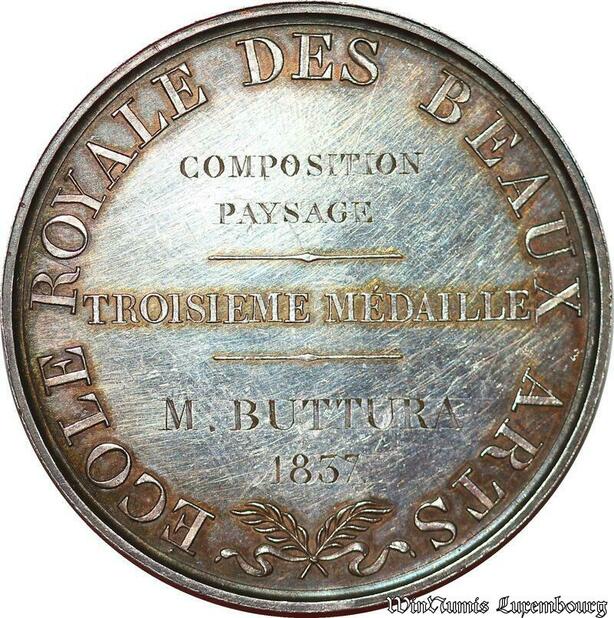 ECOLE ROYALE DES BEAUX ARTS
COMPOSITION
PAYSAGE
TROISIEME MÉDAILLE
M. BUTTURA
1837
WinNumis Luxembourg